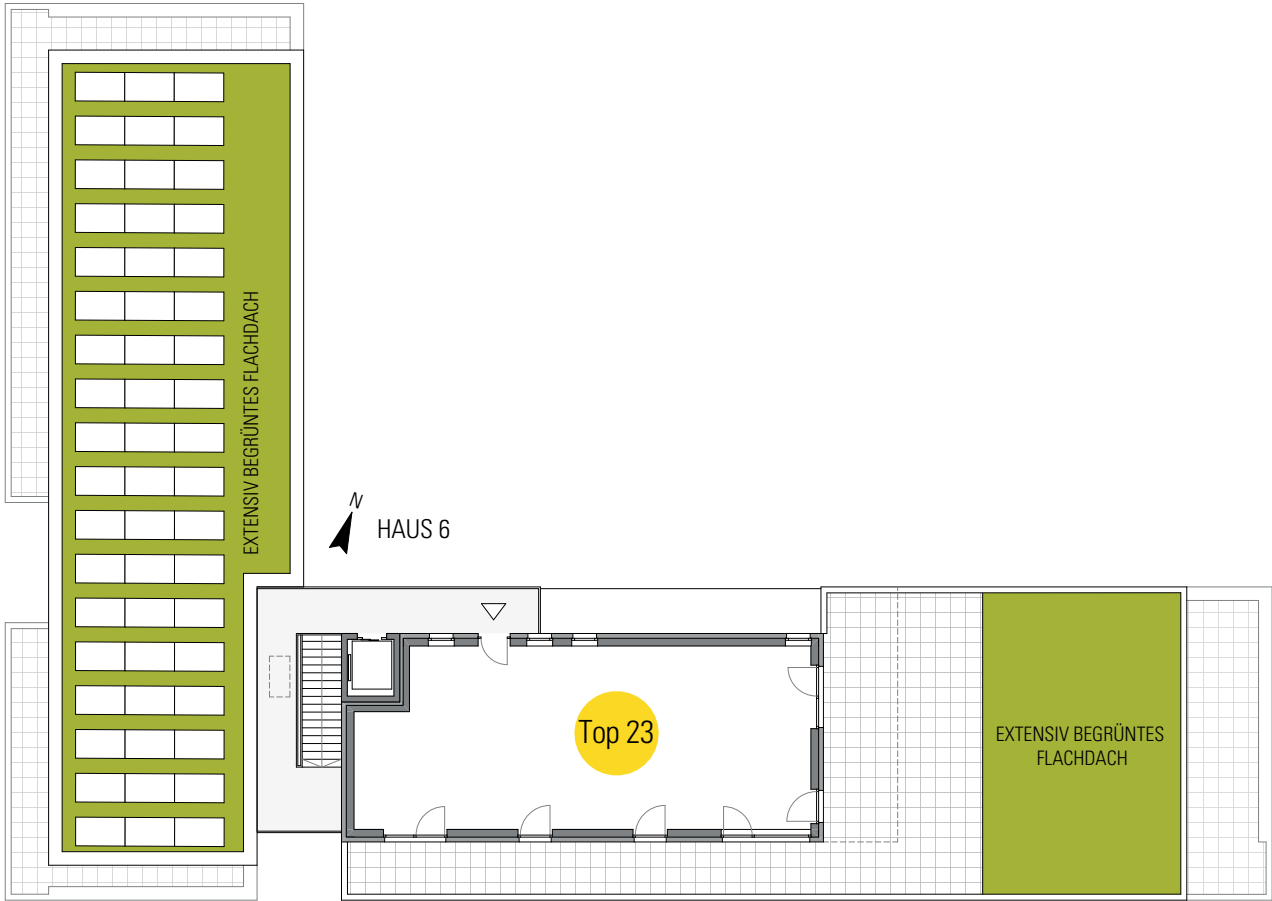 EXTENSIV BEGRÜNTES FLACHDACH
N
HAUS 6
Top 23
EXTENSIV BEGRÜNTES
FLACHDACH